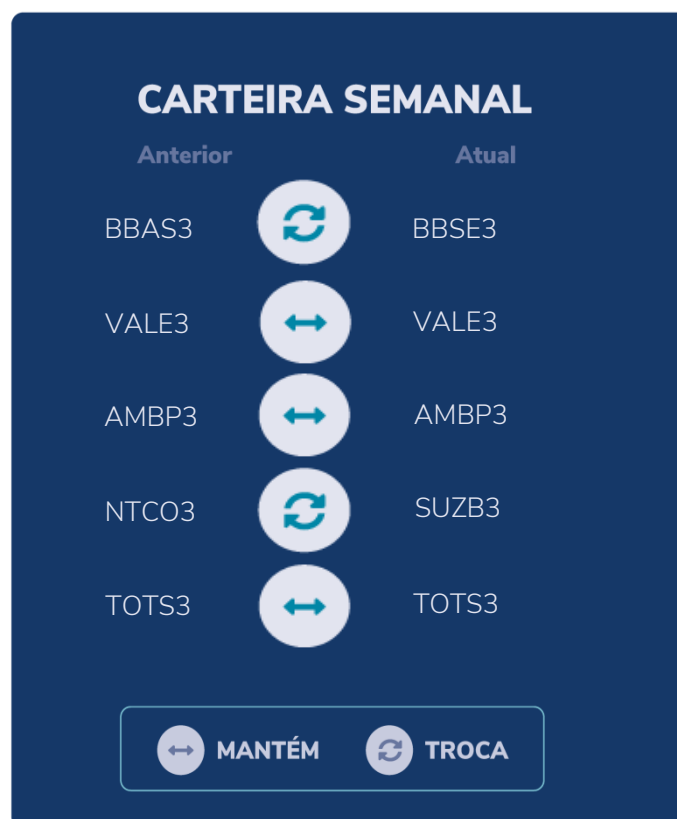 CARTEIRA SEMANAL
Anterior Atual
BBAS3 BBSE3
VALE3 VALE3
AMBP3 AMBP3
NTCO3 SUZB3
TOTS3 TOTS3
MANTÉM TROCA